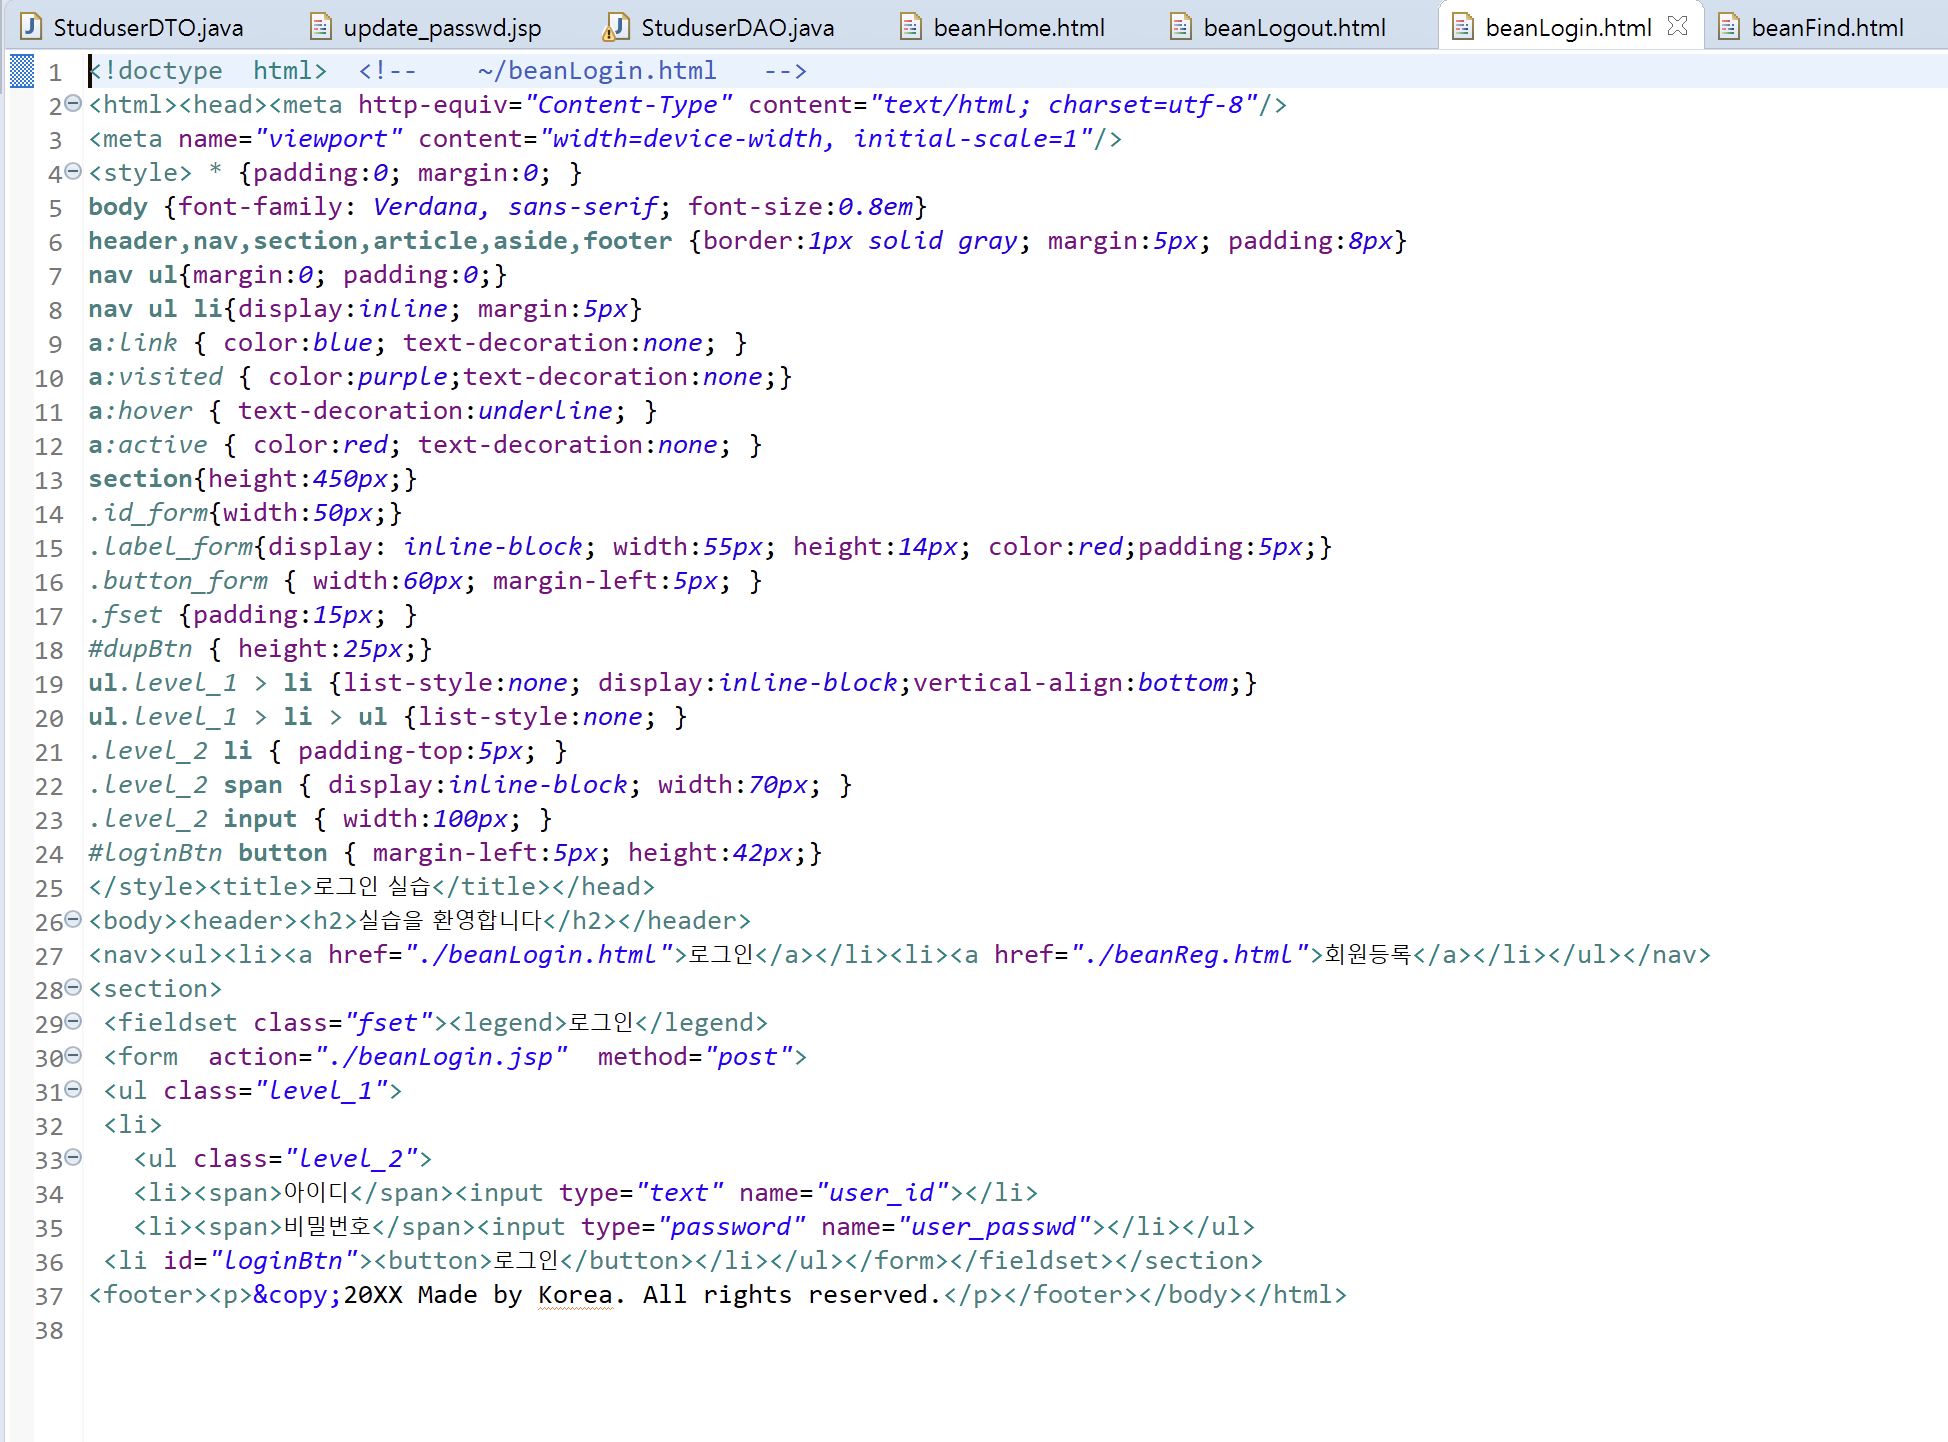 StuduserDTO.java update_passwd.jsp StuduserDAO.java beanHome.html beanLogout.html beanLogin.html beanFind.html
1 <!doctype  html>  <!--    ~/beanLogin.html   -->
2 <html><head><meta http-equiv="Content-Type" content="text/html; charset=utf-8"/>
3 <meta name="viewport" content="width=device-width, initial-scale=1"/>
4 <style> * {padding:0; margin:0; }
5 body {font-family: Verdana, sans-serif; font-size:0.8em}
6 header,nav,section,article,aside,footer {border:1px solid gray; margin:5px; padding:8px}
7 nav ul{margin:0; padding:0;}
8 nav ul li{display:inline; margin:5px}
9 a:link { color:blue; text-decoration:none; }
10 a:visited { color:purple;text-decoration:none;}
11 a:hover { text-decoration:underline; }
12 a:active { color:red; text-decoration:none; }
13 section{height:450px;}
14 .id_form{width:50px;}
15 .label_form{display: inline-block; width:55px; height:14px; color:red;padding:5px;}
16 .button_form { width:60px; margin-left:5px; }
17 .fset {padding:15px; }
18 #dupBtn { height:25px;}
19 ul.level_1 > li {list-style:none; display:inline-block;vertical-align:bottom;}
20 ul.level_1 > li > ul {list-style:none; }
21 .level_2 li { padding-top:5px; }
22 .level_2 span { display:inline-block; width:70px; }
23 .level_2 input { width:100px; }
24 #loginBtn button { margin-left:5px; height:42px;}
25 </style><title>로그인 실습</title></head>
26 <body><header><h2>실습을 환영합니다</h2></header>
27 <nav><ul><li><a href="./beanLogin.html">로그인</a></li><li><a href="./beanReg.html">회원등록</a></li></ul></nav>
28 <section>
29  <fieldset class="fset"><legend>로그인</legend>
30  <form  action="./beanLogin.jsp"  method="post">
31  <ul class="level_1">
32  <li>
33    <ul class="level_2">
34    <li><span>아이디</span><input type="text" name="user_id"></li>
35    <li><span>비밀번호</span><input type="password" name="user_passwd"></li></ul>
36  <li id="loginBtn"><button>로그인</button></li></ul></form></fieldset></section>
37 <footer><p>&copy;20XX Made by Korea. All rights reserved.</p></footer></body></html>
38